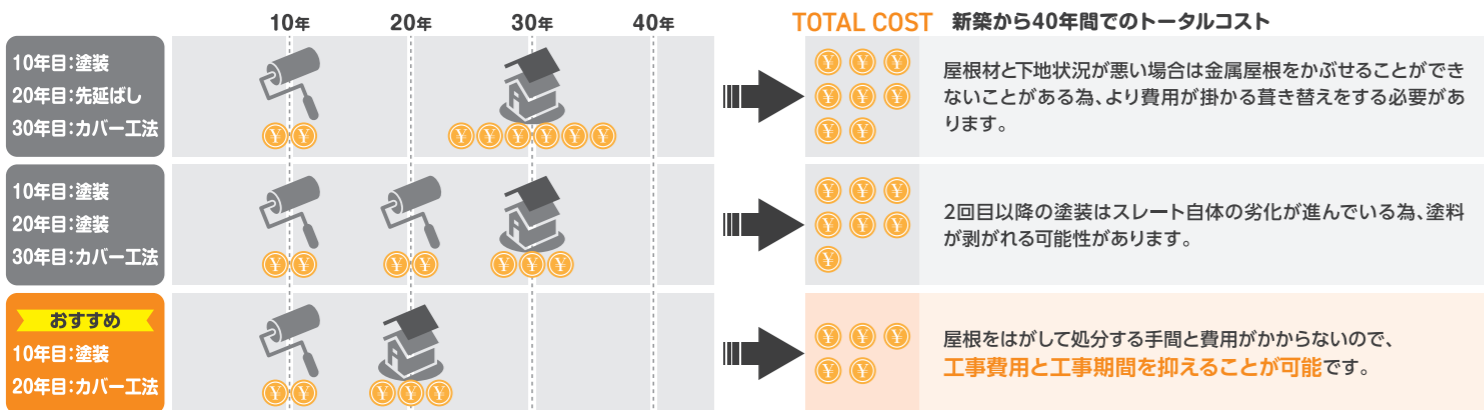 10年 20年 30年 40年 TOTAL COST 新築から40年間でのトータルコスト
10年目:塗装
20年目:先延ばし
30年目:カバー工法
¥¥
¥¥¥¥¥¥
¥¥¥
¥¥¥
¥¥
屋根材と下地状況が悪い場合は金属屋根をかぶせることができ
ないことがある為、より費用が掛かる葺き替えをする必要があ
ります。
10年目:塗装
20年目:塗装
30年目:カバー工法
¥¥
¥¥
¥¥¥
¥¥¥
¥¥¥
¥
2回目以降の塗装はスレート自体の劣化が進んでいる為、塗料
が剥がれる可能性があります。
おすすめ
10年目:塗装
20年目:カバー工法
¥¥
¥¥¥
¥¥¥
¥¥
屋根をはがして処分する手間と費用がかからないので、
工事費用と工事期間を抑えることが可能です。